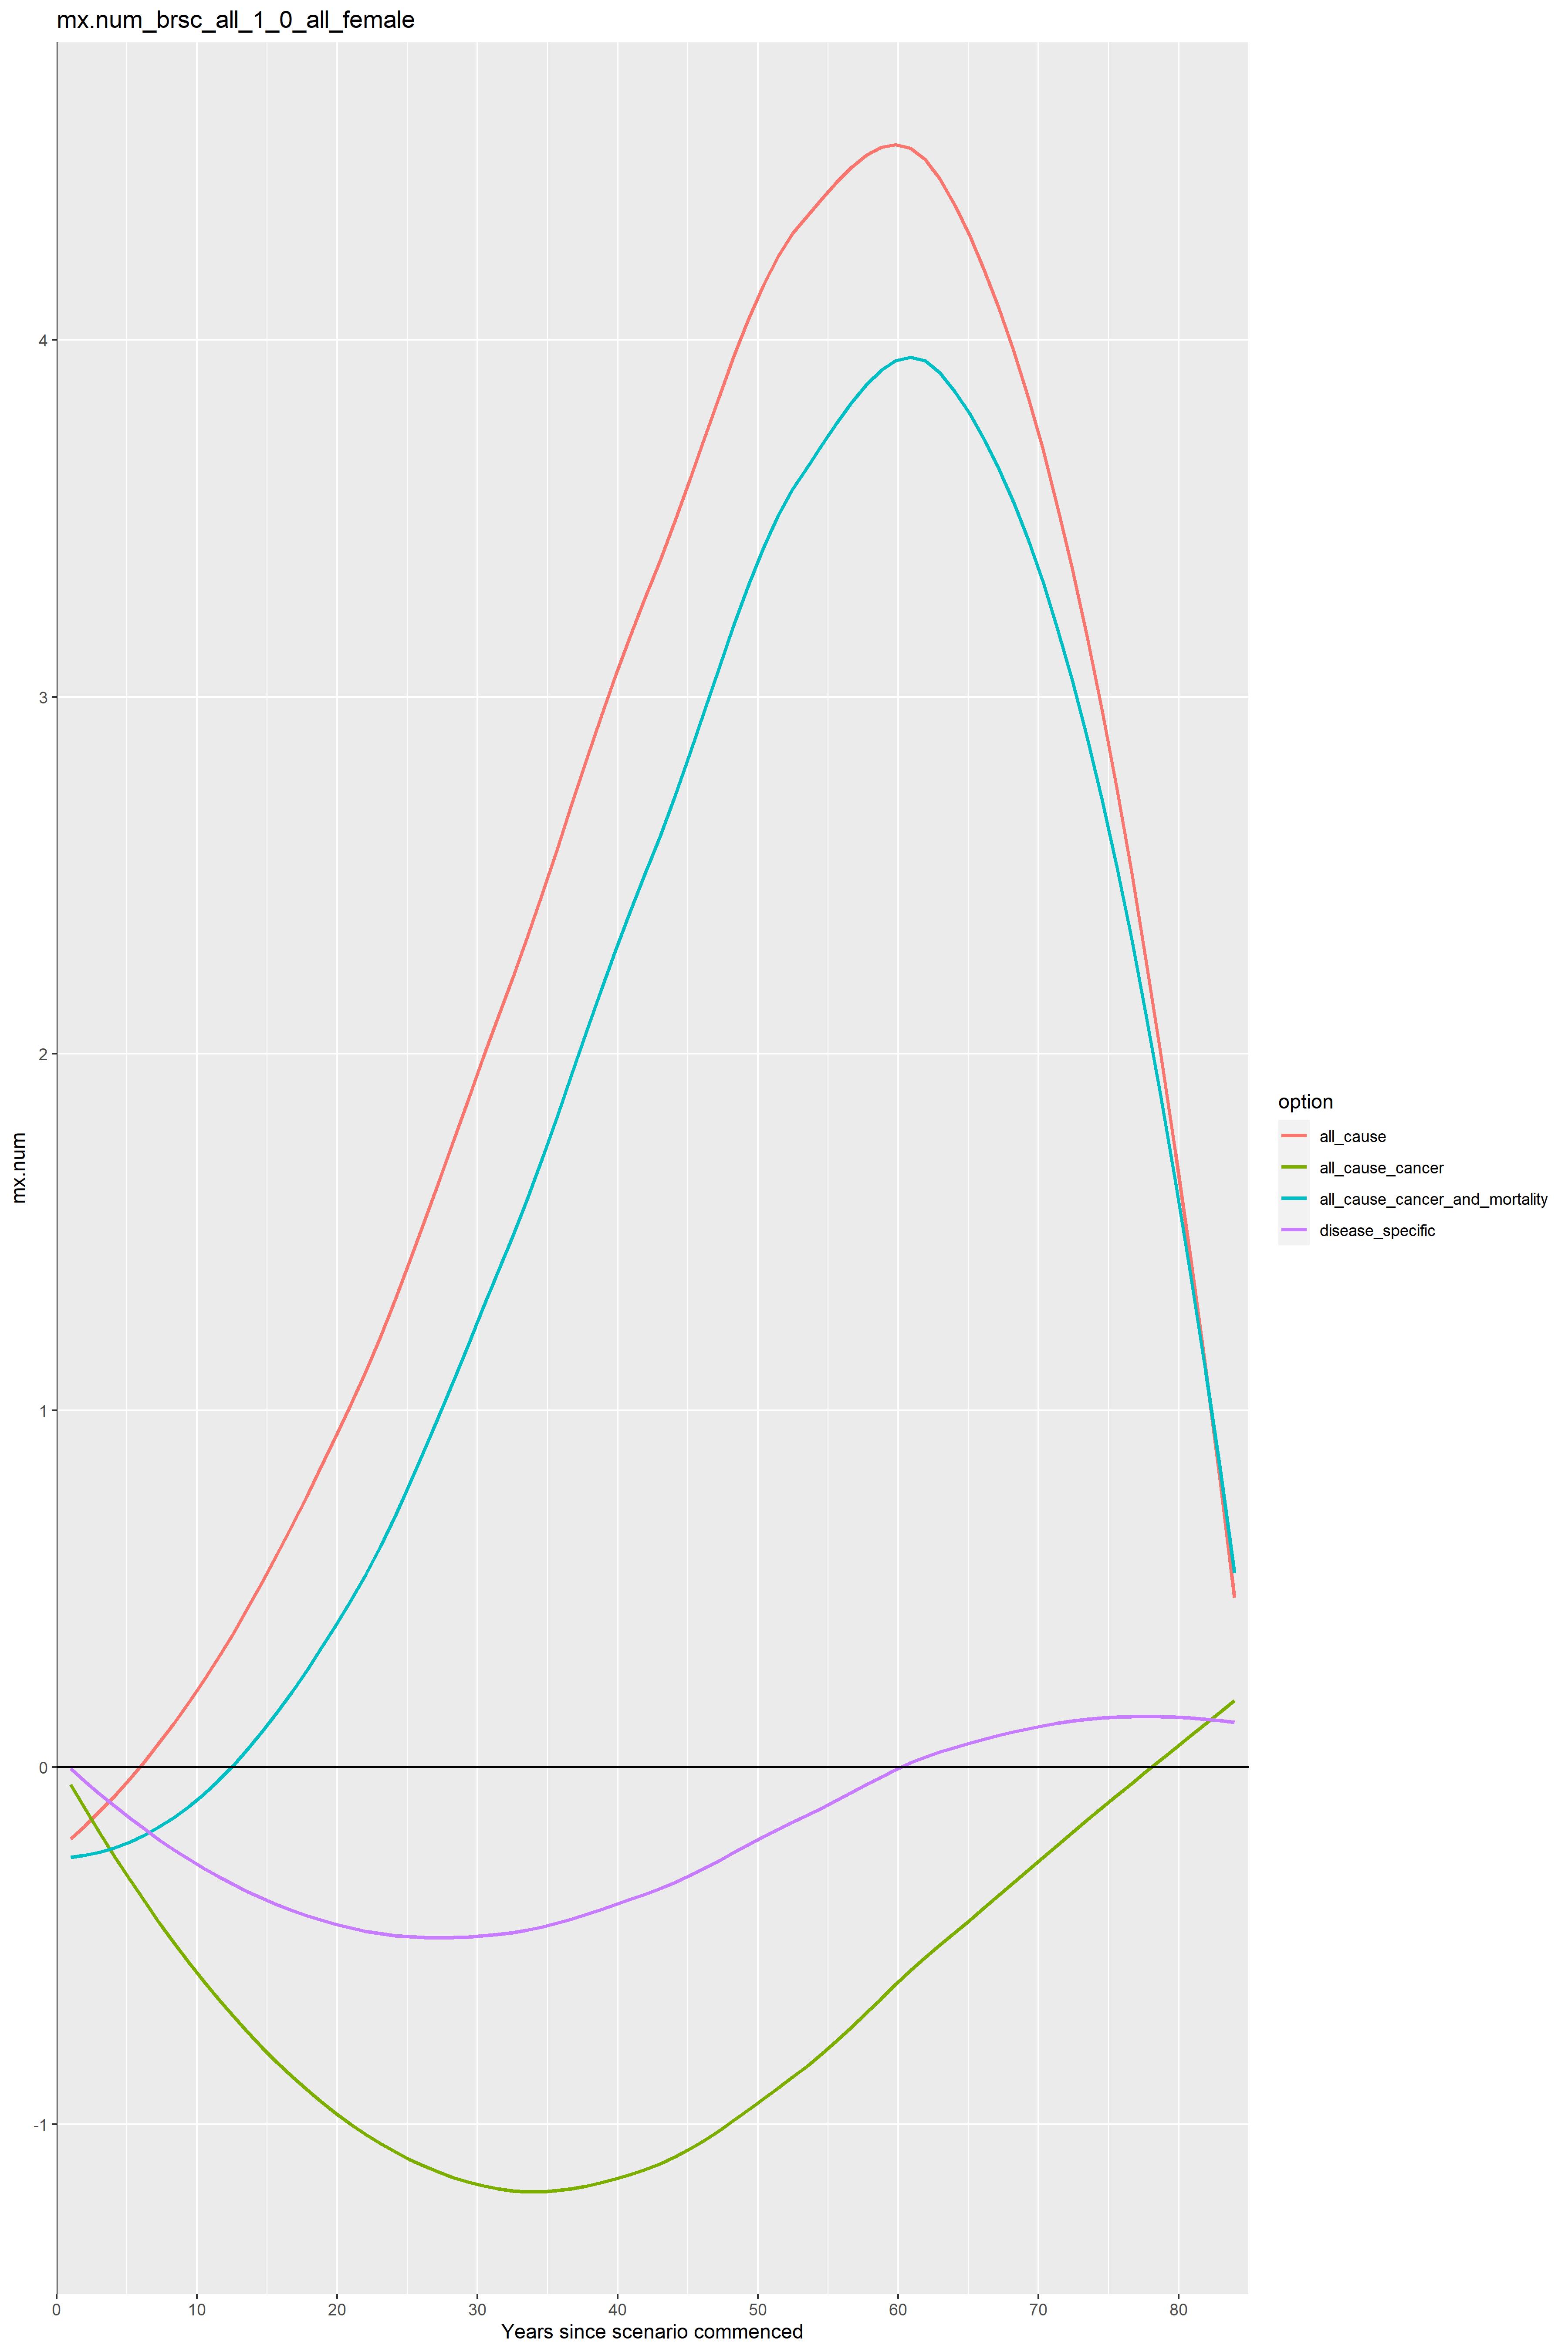 mx.num_brsc_all_1_0_all_female
4
3
2
1
0
-1
mx.num
0 10 20 30 40 50 60 70 80
Years since scenario commenced
option
all_cause
all_cause_cancer
all_cause_cancer_and_mortality
disease_specific